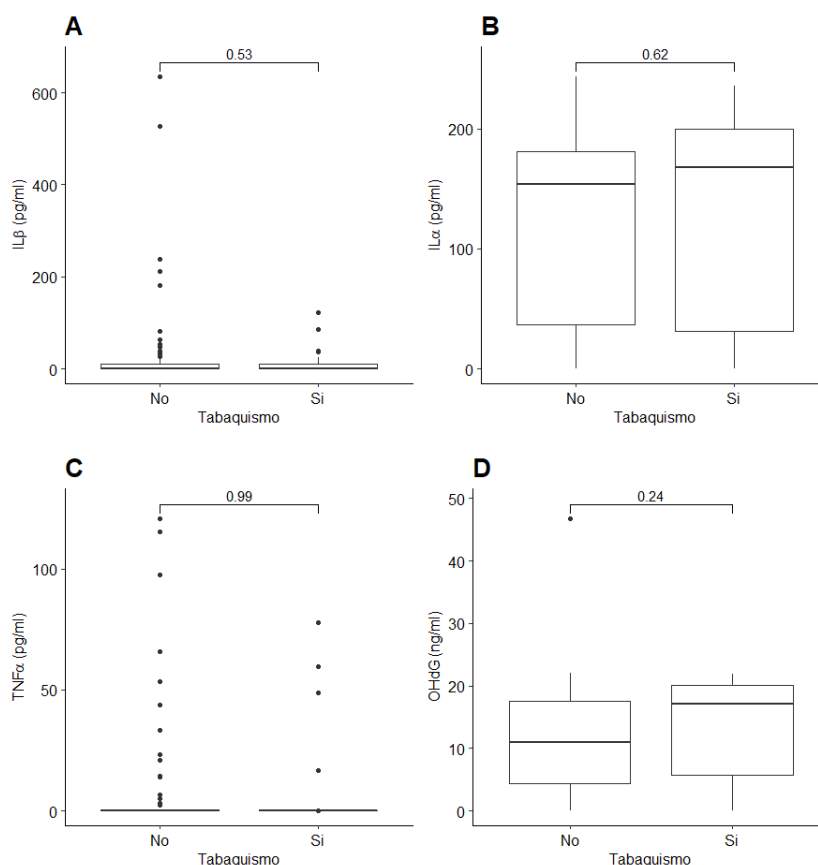 A
0.53
600
400
200
0
ILβ (pg/ml)
No
Si
Tabaquismo
B
0.62
200
100
0
ILα (pg/ml)
No
Si
Tabaquismo
C
0.99
100
50
0
TNFα (pg/ml)
No
Si
Tabaquismo
D
0.24
50
40
30
20
10
0
OHdG (ng/ml)
No
Si
Tabaquismo